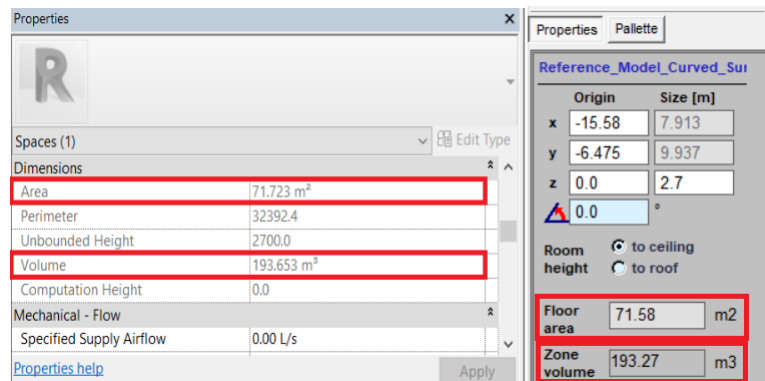 Properties x
R
Spaces (1) Edit Type
Dimensions
Area 71.723 m²
Perimeter 32392.4
Unbounded Height 2700.0
Volume 193.653 m³
Computation Height 0.0
Mechanical - Flow
Specified Supply Airflow 0.00 L/s
Properties help Apply
Properties Pallette
Reference_Model_Curved_Sur
Origin Size [m]
x -15.58 7.913
y -6.475 9.937
z 0.0 2.7
0.0 °
Room height to ceiling
to roof
Floor area 71.58 m2
Zone volume 193.27 m3